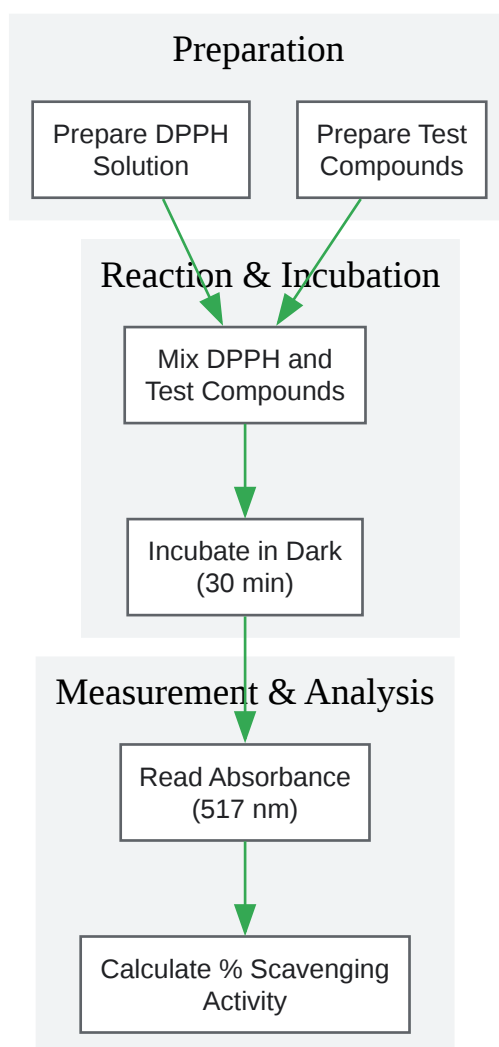 Preparation
Prepare DPPH
Solution
Prepare Test
Compounds
Reaction & Incubation
Mix DPPH and
Test Compounds
Incubate in Dark
(30 min)
Measurement & Analysis
Read Absorbance
(517 nm)
Calculate % Scavenging
Activity